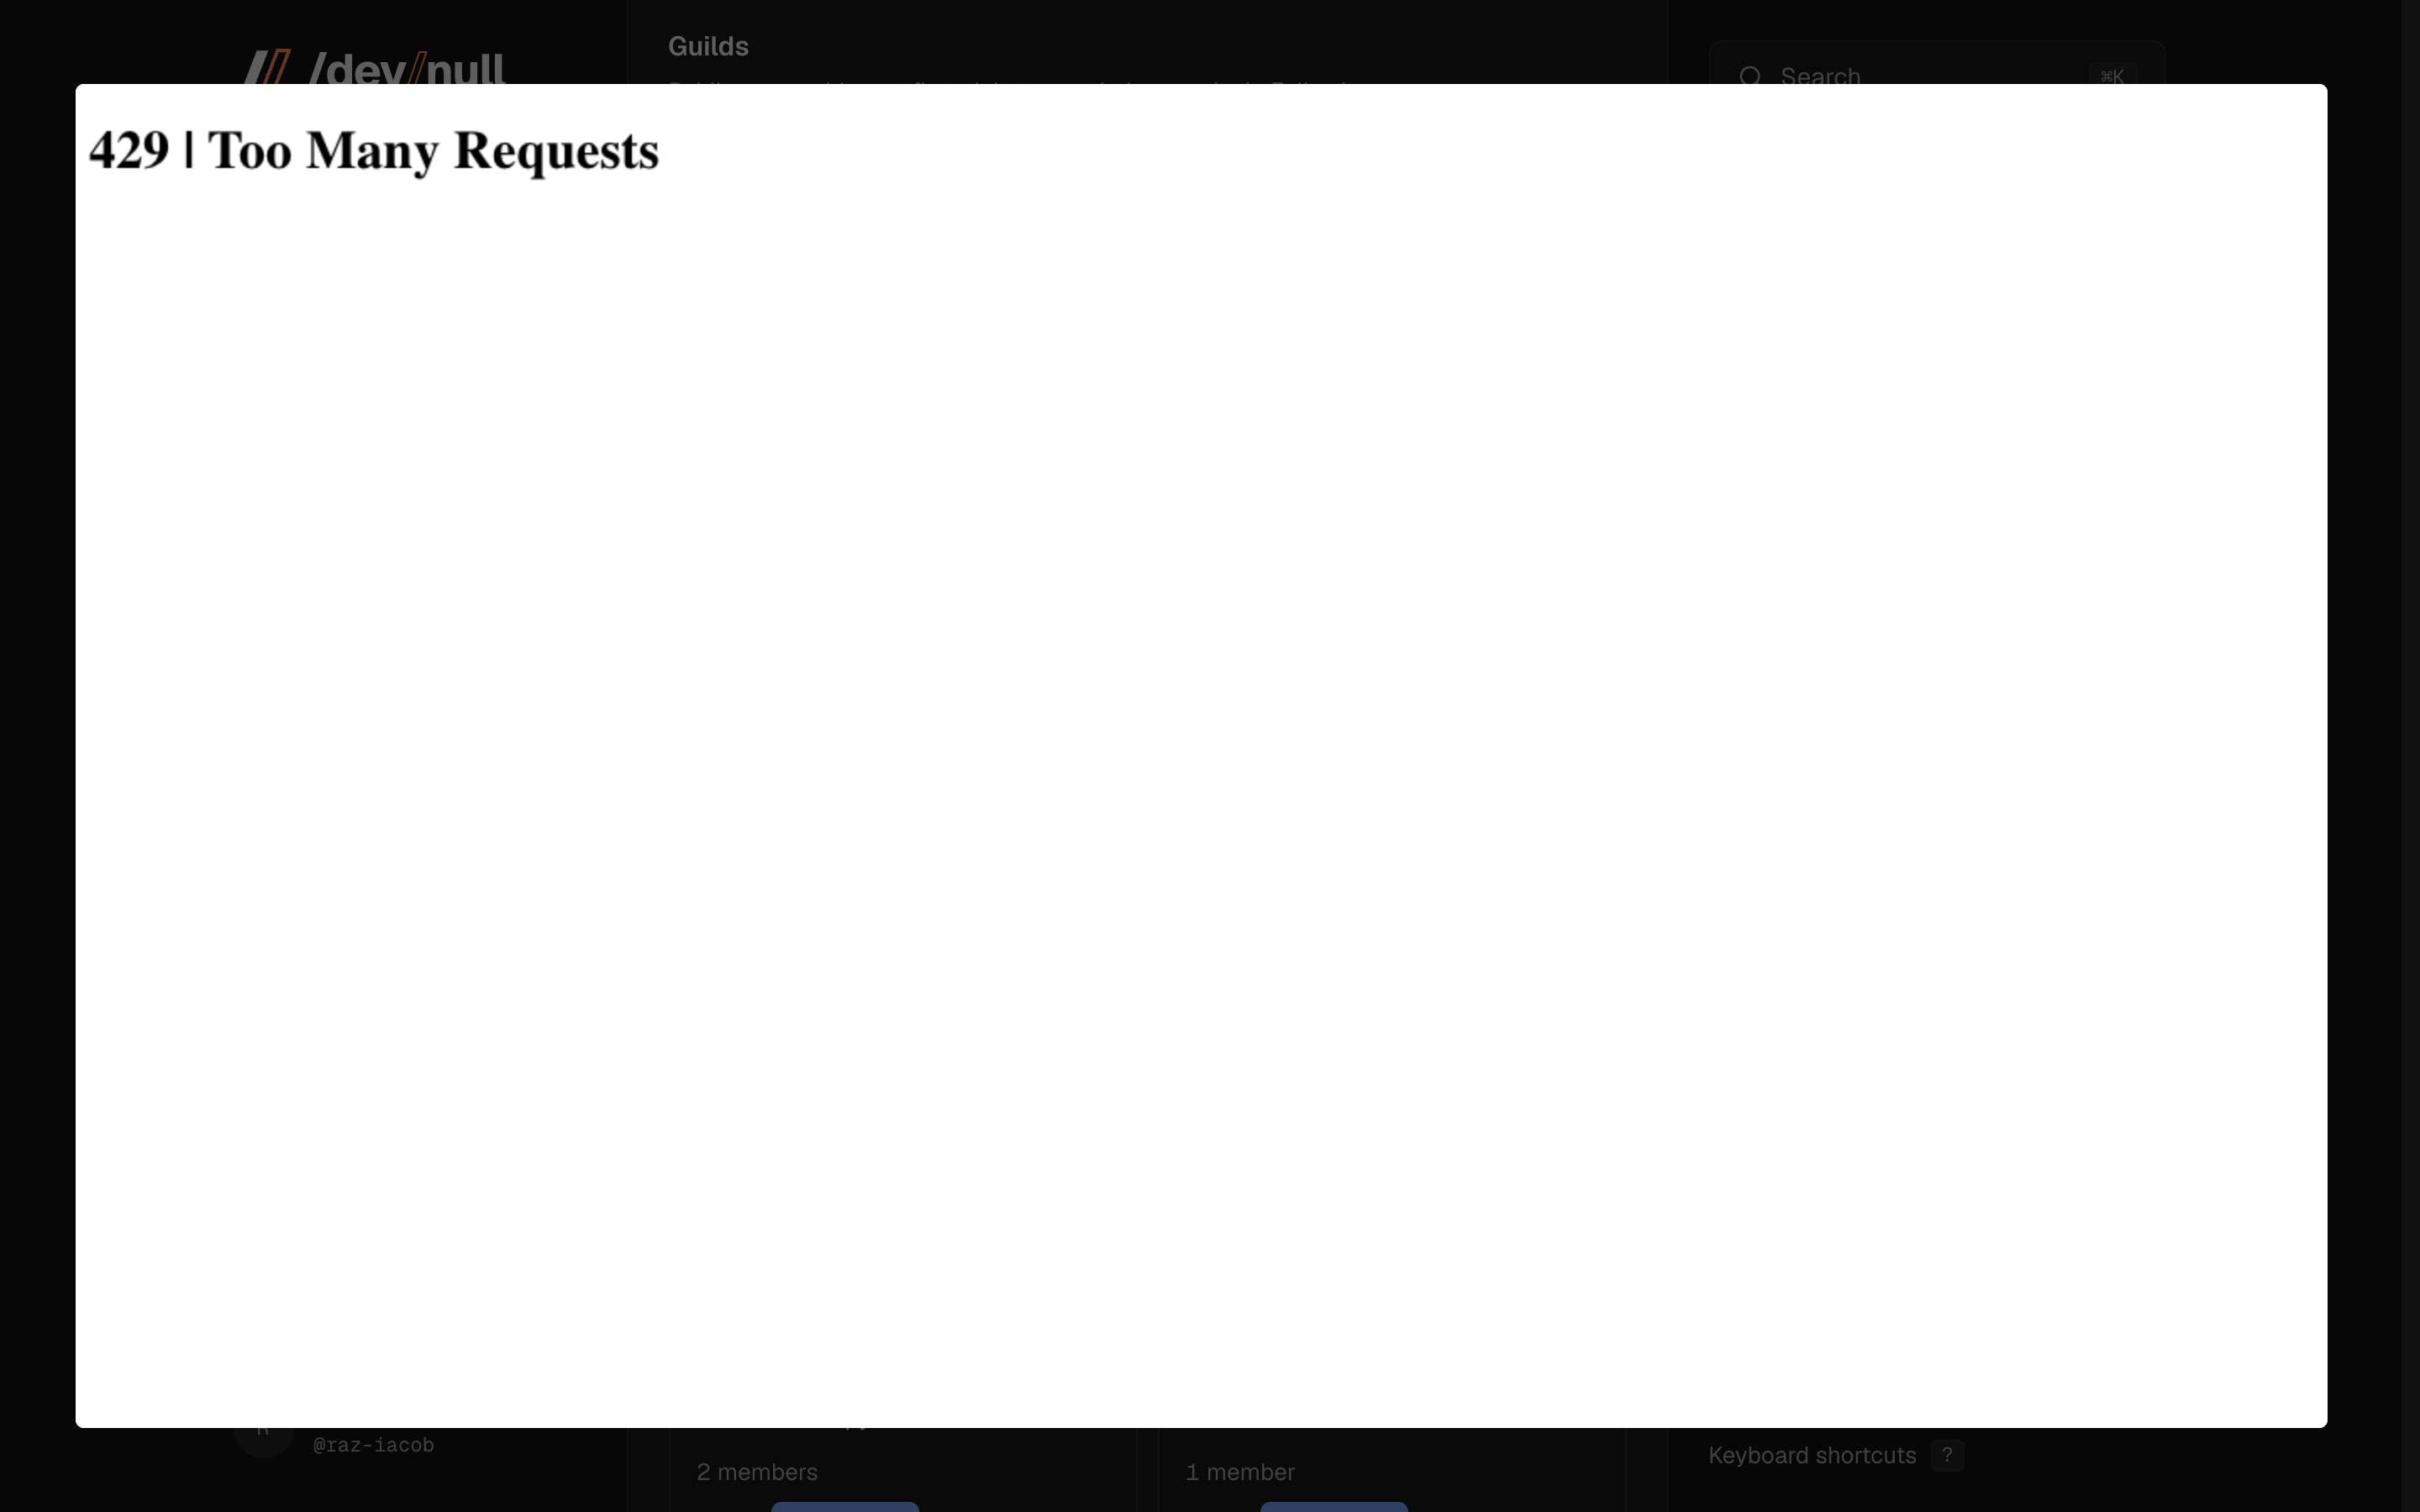 /dev//null
Guilds
Search
⌘K
429 | Too Many Requests
@raz-iacob
2 members
1 member
Keyboard shortcuts ?